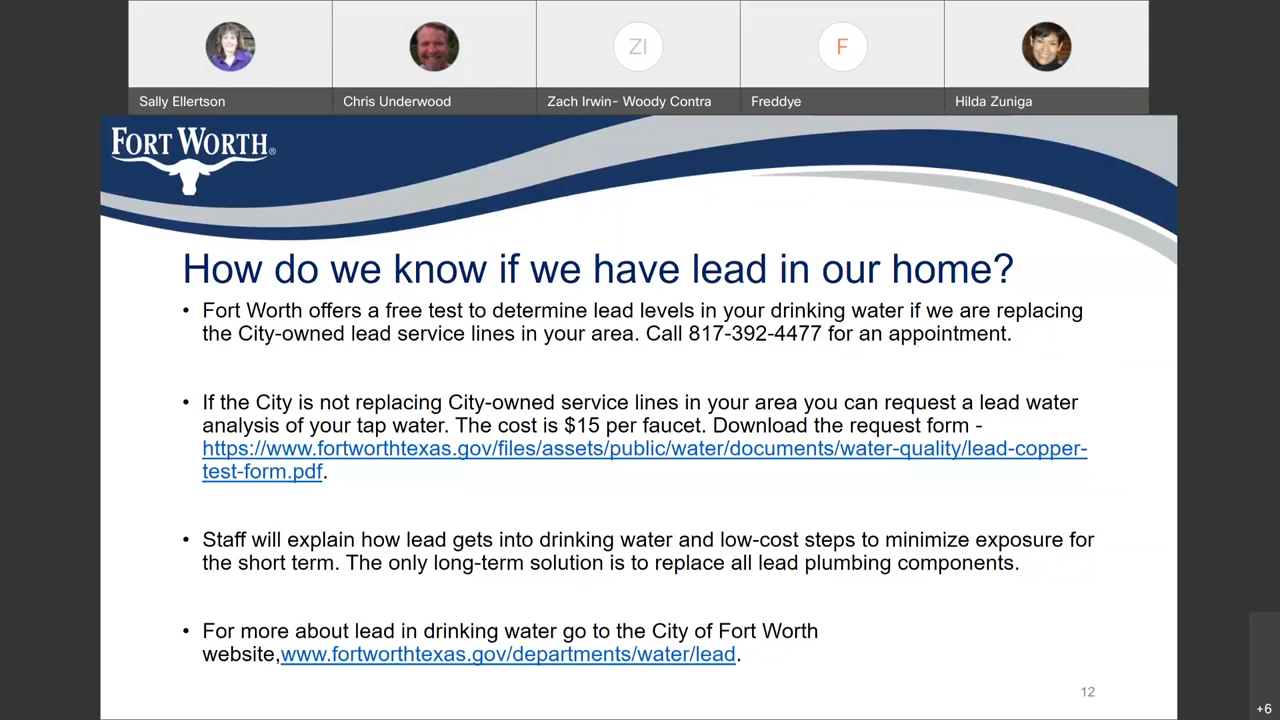 Sally Ellertson
Chris Underwood
ZI
Zach Irwin- Woody Contra
F
Freddye
Hilda Zuniga
FORT WORTH®
How do we know if we have lead in our home?
• Fort Worth offers a free test to determine lead levels in your drinking water if we are replacing
the City-owned lead service lines in your area. Call 817-392-4477 for an appointment.
• If the City is not replacing City-owned service lines in your area you can request a lead water
analysis of your tap water. The cost is $15 per faucet. Download the request form -
https://www.fortworthtexas.gov/files/assets/public/water/documents/water-quality/lead-copper-
test-form.pdf.
• Staff will explain how lead gets into drinking water and low-cost steps to minimize exposure for
the short term. The only long-term solution is to replace all lead plumbing components.
• For more about lead in drinking water go to the City of Fort Worth
website,www.fortworthtexas.gov/departments/water/lead.
12
+6